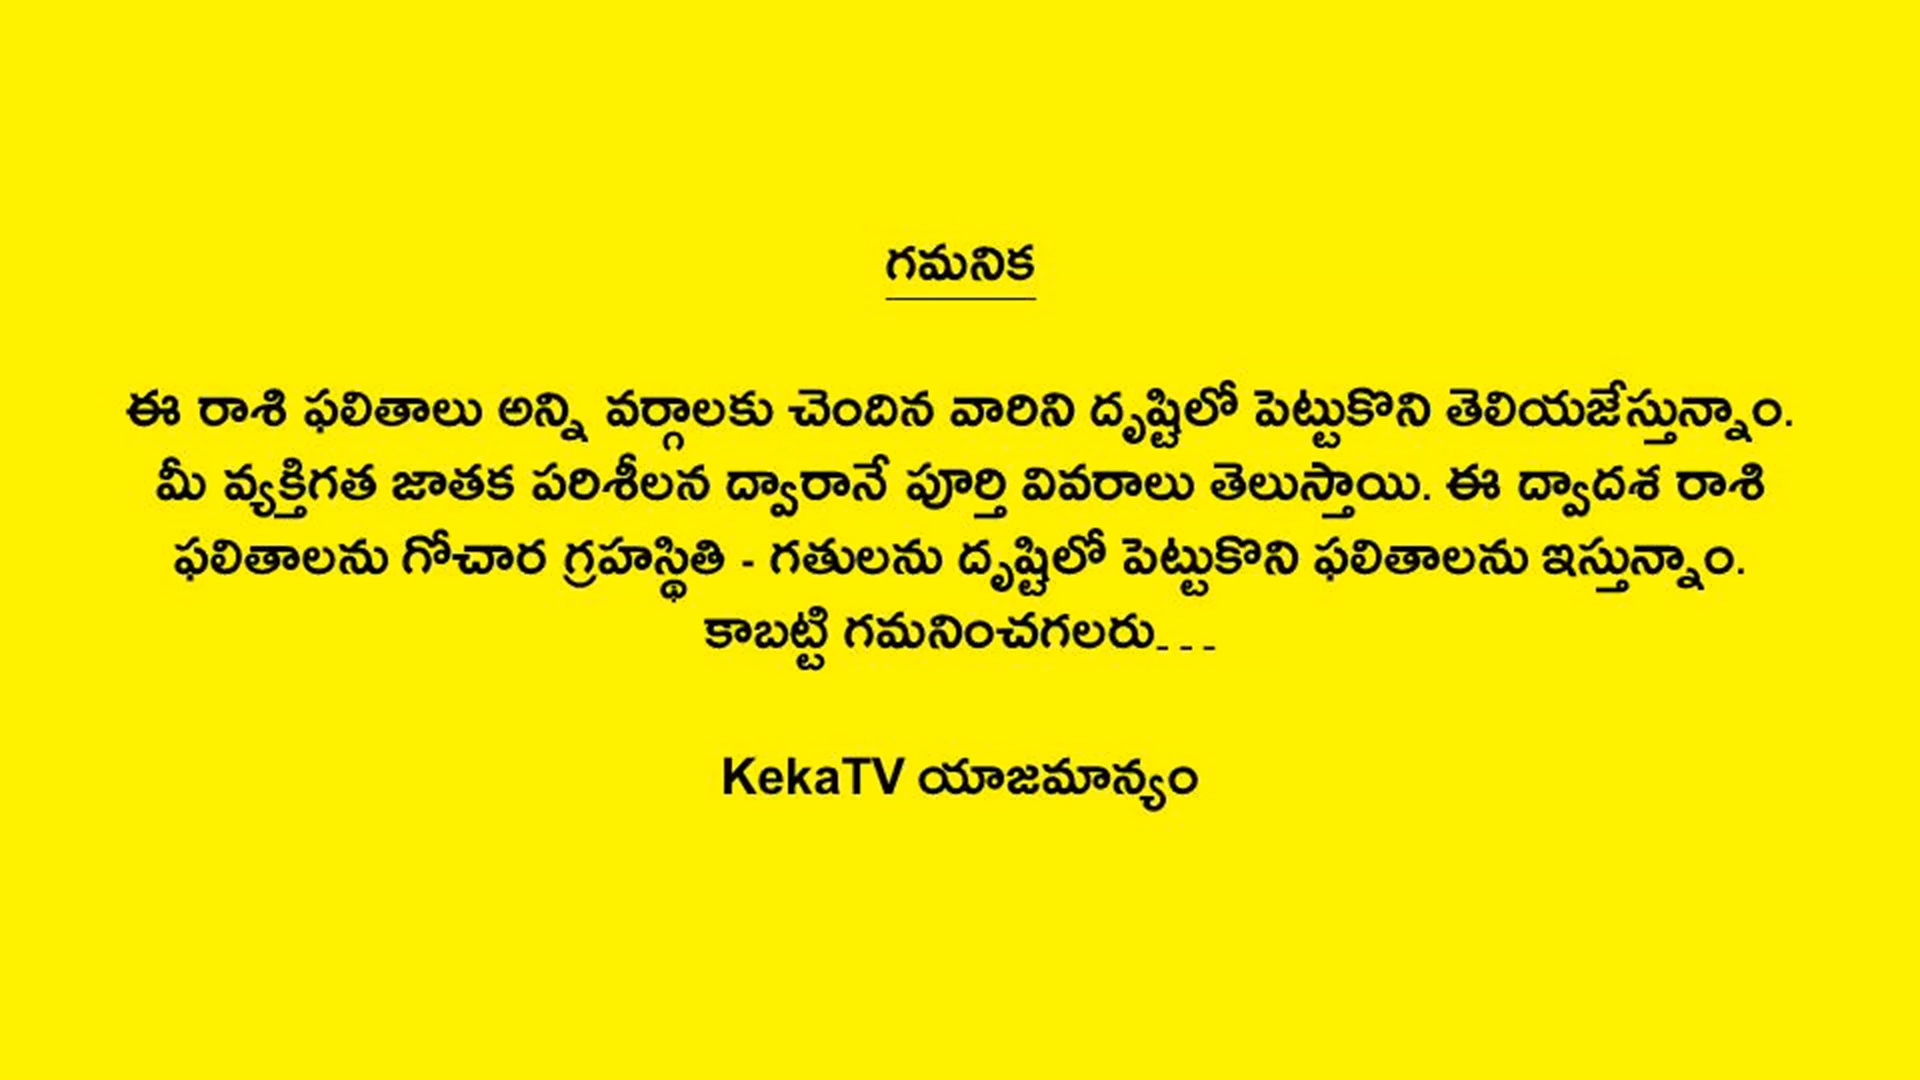 గమనిక
ఈ రాశి ఫలితాలు అన్ని వర్గాలకు చెందిన వారిని దృష్టిలో పెట్టుకొని తెలియజేస్తున్నాం.
మీ వ్యక్తిగత జాతక పరిశీలన ద్వారానే పూర్తి వివరాలు తెలుస్తాయి. ఈ ద్వాదశ రాశి
ఫలితాలను గోచార గ్రహస్థితి - గతులను దృష్టిలో పెట్టుకొని ఫలితాలను ఇస్తున్నాం.
కాబట్టి గమనించగలరు...
KekaTV యాజమాన్యం